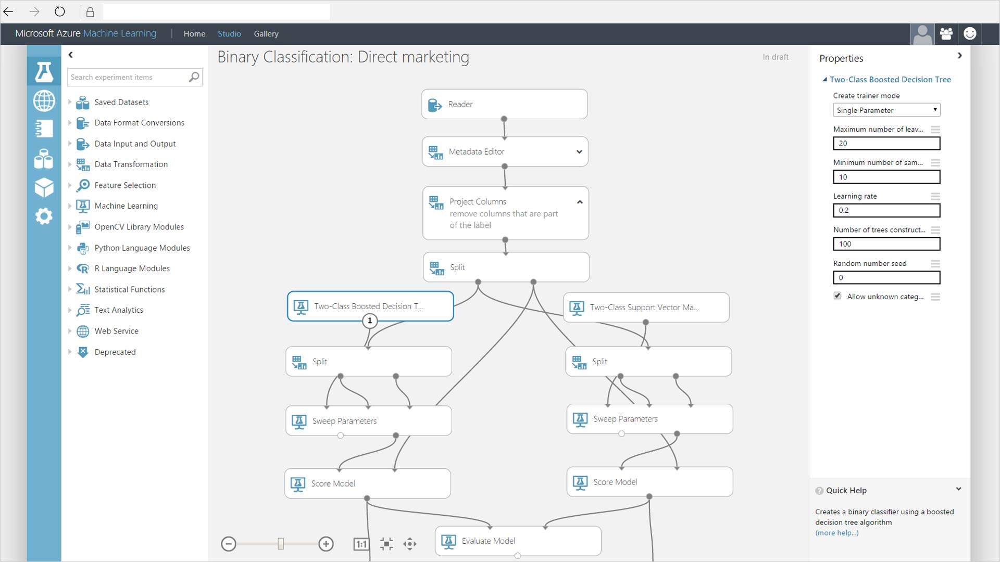 Microsoft Azure Machine Learning | Home Studio Gallery
Search experiment items
Saved Datasets
Data Format Conversions
Data Input and Output
Data Transformation
Feature Selection
Machine Learning
OpenCV Library Modules
Python Language Modules
R Language Modules
Statistical Functions
Text Analytics
Web Service
Deprecated
Binary Classification: Direct marketing
In draft
Reader
Metadata Editor
Project Columns
remove columns that are part
of the label
Split
Two-Class Boosted Decision T...
1
Two-Class Support Vector Ma...
Split
Split
Sweep Parameters
Sweep Parameters
Score Model
Score Model
Evaluate Model
1:1
Properties
Two-Class Boosted Decision Tree
Create trainer mode
Single Parameter
Maximum number of leav...
20
Minimum number of sam...
10
Learning rate
0.2
Number of trees construct...
100
Random number seed
0
Allow unknown categ...
? Quick Help
Creates a binary classifier using a boosted
decision tree algorithm
(more help...)